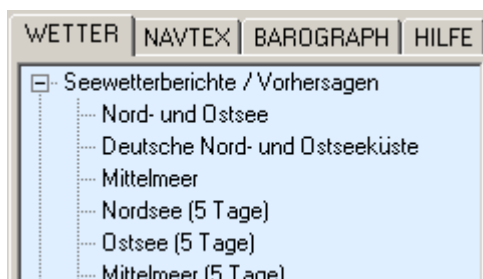 WETTER NAVTEX BAROGRAPH HILFE
Seewetterberichte / Vorhersagen
Nord- und Ostsee
Deutsche Nord- und Ostseeküste
Mittelmeer
Nordsee (5 Tage)
Ostsee (5 Tage)
Mittelmeer (5 Tage)